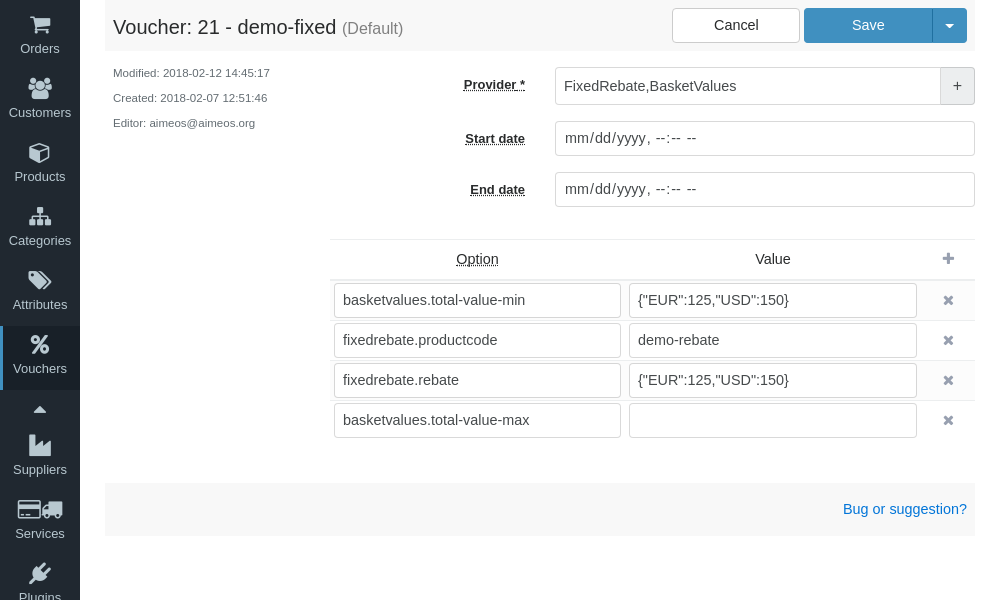 Orders
Customers
Products
Categories
Attributes
Vouchers
Suppliers
Services
Plugins
Voucher: 21 - demo-fixed (Default)
Cancel
Save
Modified: 2018-02-12 14:45:17
Created: 2018-02-07 12:51:46
Editor: aimeos@aimeos.org
Provider *
FixedRebate,BasketValues
+
Start date
mm/dd/yyyy, --:-- --
End date
mm/dd/yyyy, --:-- --
Option Value
basketvalues.total-value-min {"EUR":125,"USD":150}
fixedrebate.productcode demo-rebate
fixedrebate.rebate {"EUR":125,"USD":150}
basketvalues.total-value-max
Bug or suggestion?